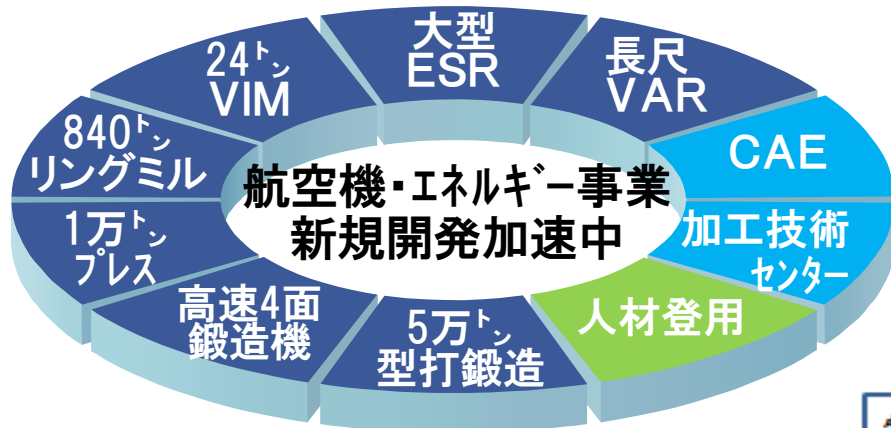 大型
ESR
長尺
VAR
CAE
加工技術
センター
人材登用
5万㌧
型打鍛造
高速4面
鍛造機
1万㌧
プレス
840㌧
リングミル
24㌧
VIM
航空機・エネルギー事業
新規開発加速中